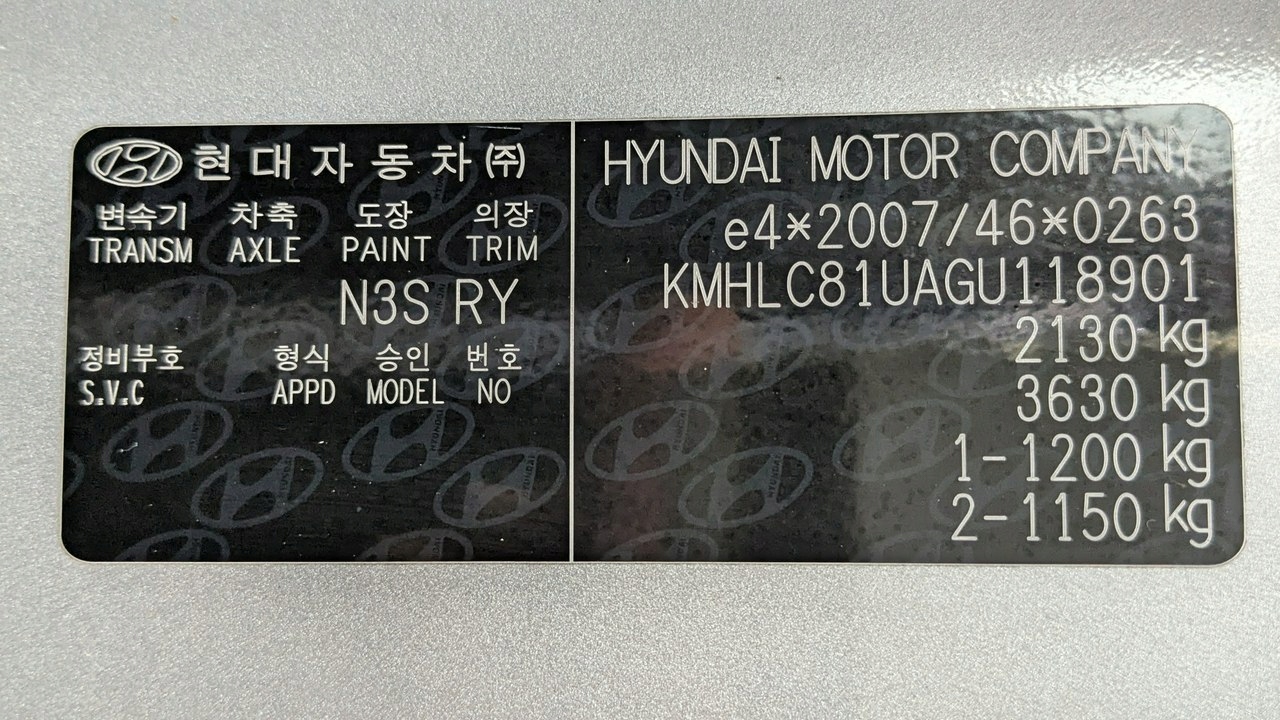 현대자동차㈜
변속기 차축 도장 의장
TRANSM AXLE PAINT TRIM
N3S RY
정비부호 형식 승인 번호
S.V.C APPD MODEL NO
HYUNDAI MOTOR COMPANY
e4*2007/46*0263
KMHLC81UAGU118901
2130 kg
3630 kg
1-1200 kg
2-1150 kg